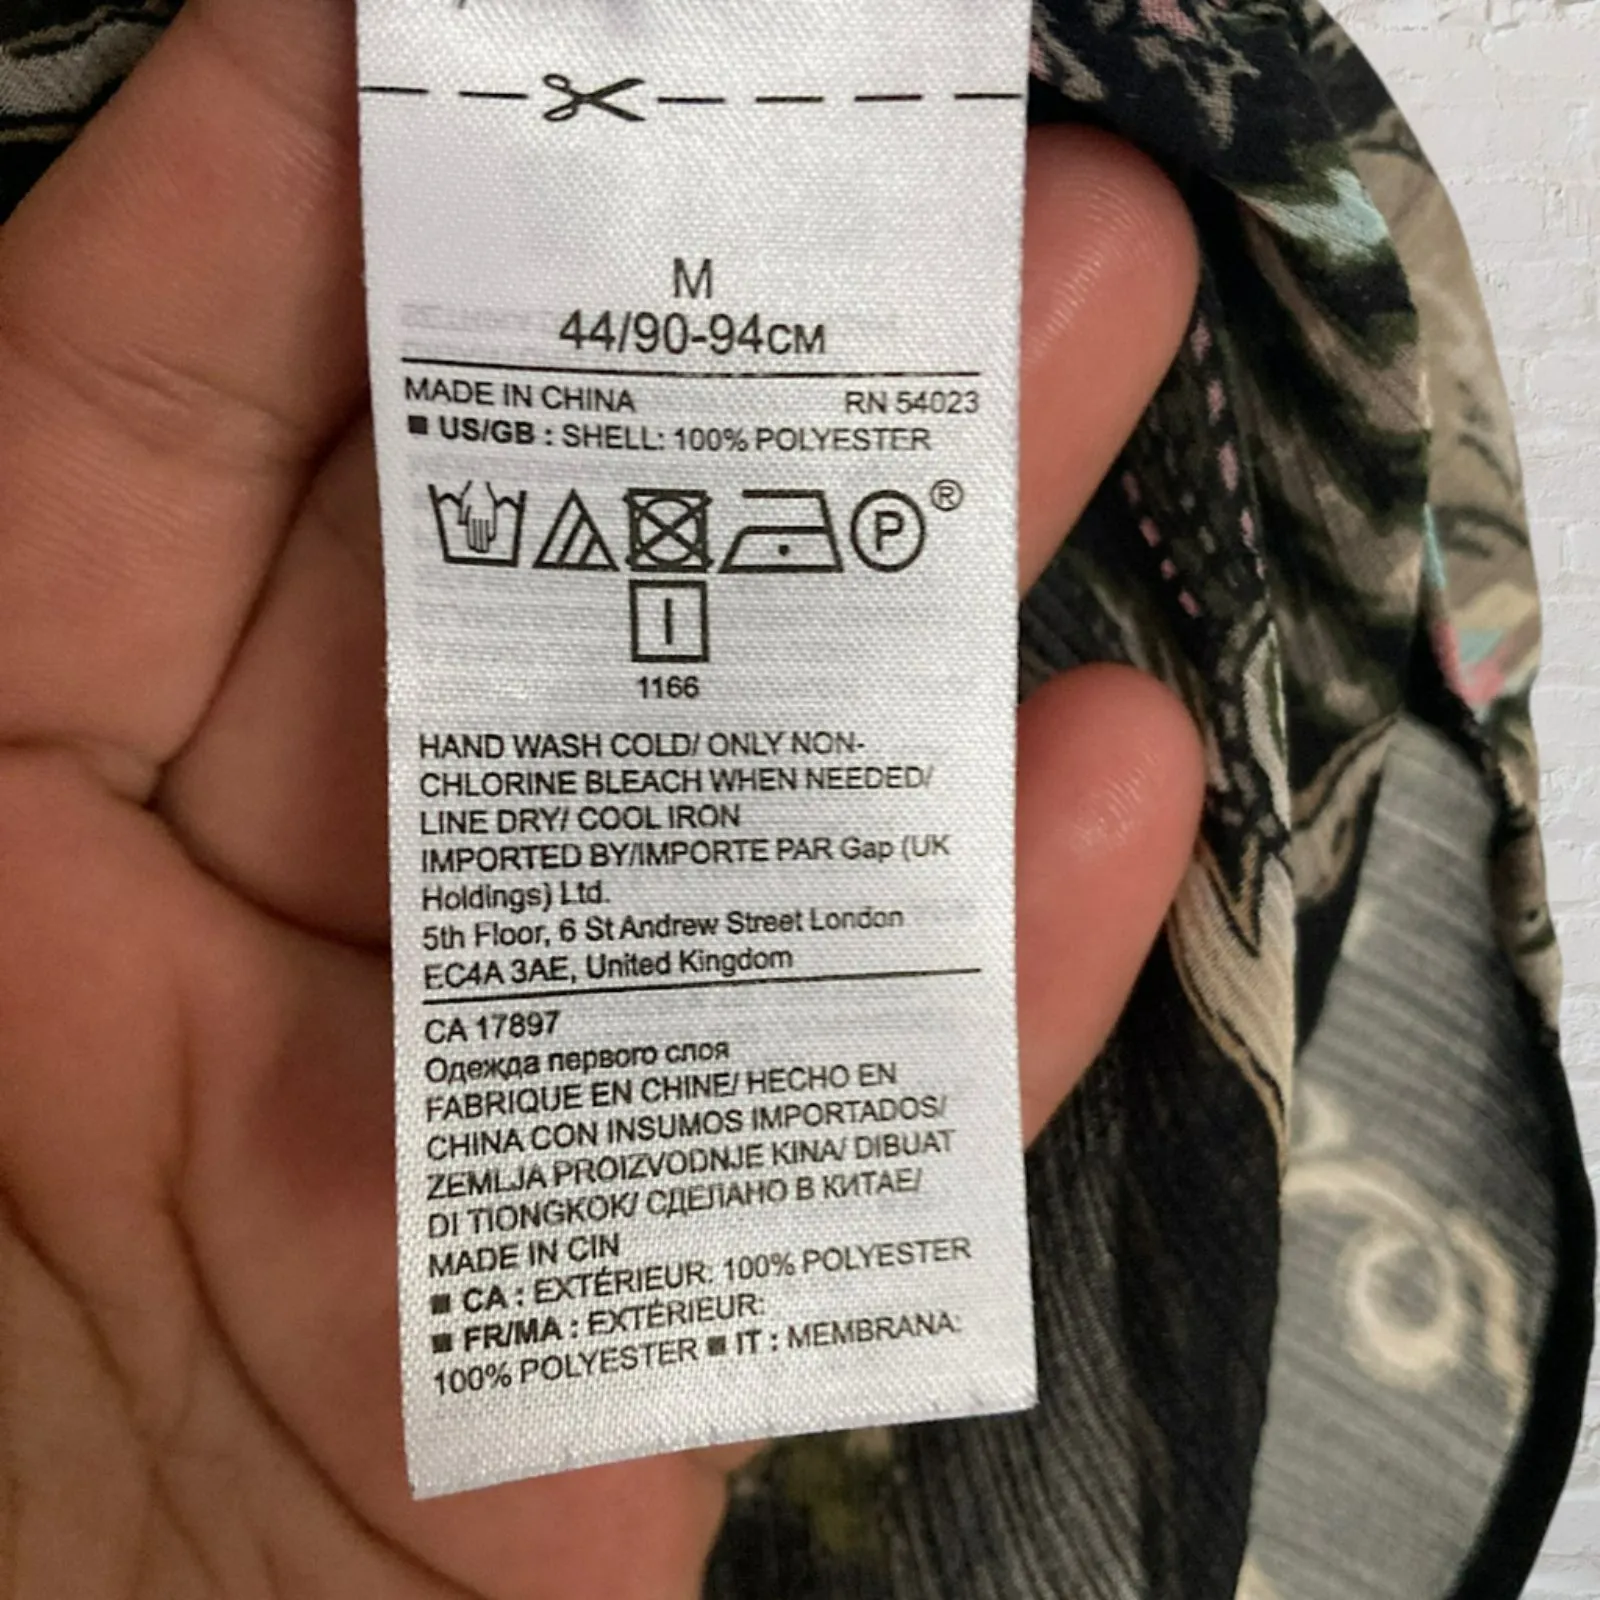 M
44/90-94CM
MADE IN CHINA RN 54023
■ US/GB : SHELL: 100% POLYESTER
P ®
1166
HAND WASH COLD/ ONLY NON-
CHLORINE BLEACH WHEN NEEDED/
LINE DRY/ COOL IRON
IMPORTED BY/IMPORTE PAR Gap (UK
Holdings) Ltd.
5th Floor, 6 St Andrew Street London
EC4A 3AE, United Kingdom
CA 17897
Одежда первого слоя
FABRIQUE EN CHINE/ HECHO EN
CHINA CON INSUMOS IMPORTADOS/
ZEMLJA PROIZVODNJE KINA/ DIBUAT
DI TIONGKOK/ СДЕЛАНО В КИТАЕ/
MADE IN CIN
■ CA : EXTÉRIEUR: 100% POLYESTER
■ FR/MA : EXTÉRIEUR:
100% POLYESTER ■ IT : MEMBRANA: